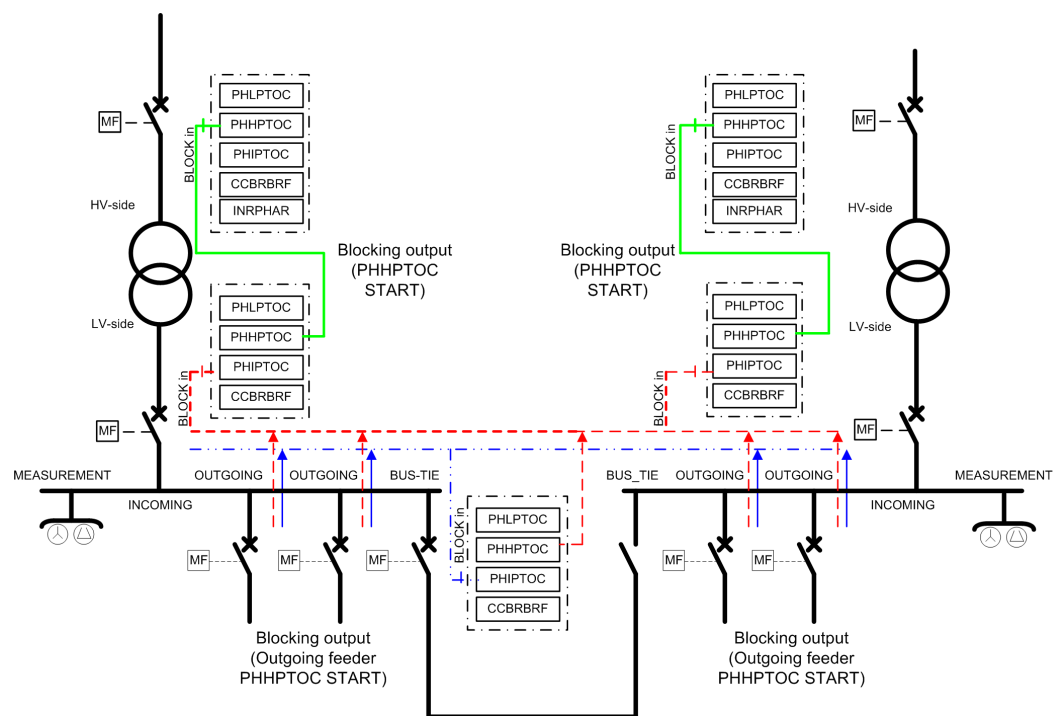 PHLPTOC
PHHPTOC
PHIPTOC
CCBRBRF
INRPHAR
BLOCK in
MF
HV-side
LV-side
Blocking output
(PHHPTOC
START)
PHLPTOC
PHHPTOC
PHIPTOC
CCBRBRF
BLOCK in
MF
PHLPTOC
PHHPTOC
PHIPTOC
CCBRBRF
INRPHAR
BLOCK in
MF
HV-side
LV-side
Blocking output
(PHHPTOC
START)
PHLPTOC
PHHPTOC
PHIPTOC
CCBRBRF
BLOCK in
MF
MEASUREMENT
OUTGOING
OUTGOING
BUS-TIE
BUS_TIE
OUTGOING
OUTGOING
MEASUREMENT
INCOMING
INCOMING
BLOCK in
PHLPTOC
PHHPTOC
PHIPTOC
CCBRBRF
MF
MF
MF
MF
MF
Blocking output
(Outgoing feeder
PHHPTOC START)
Blocking output
(Outgoing feeder
PHHPTOC START)